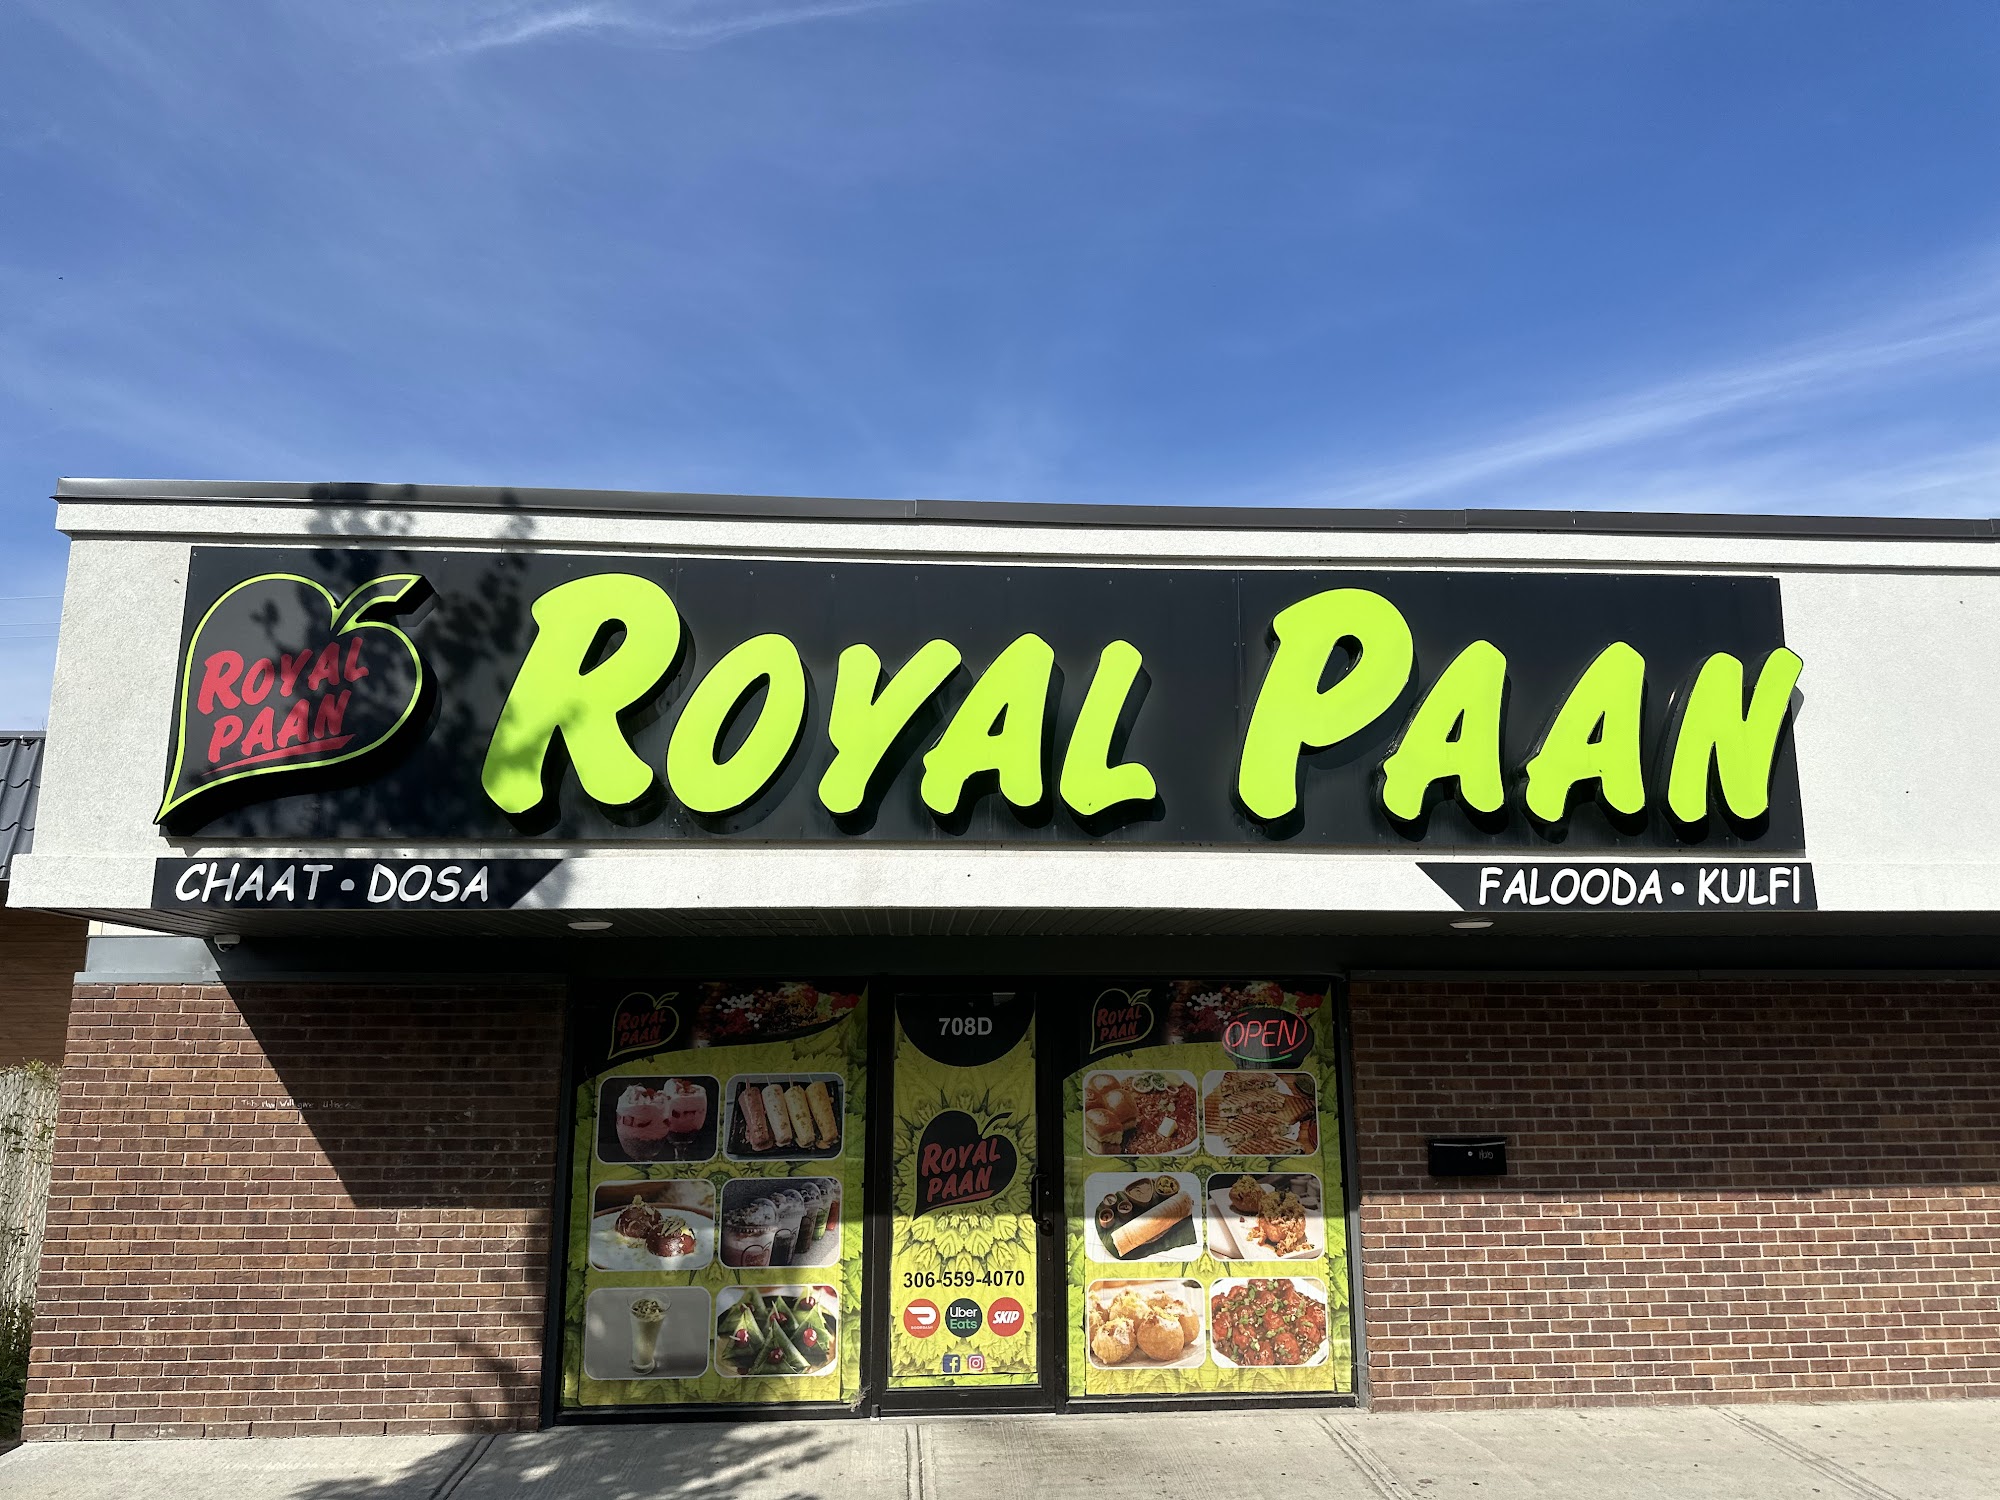 ROYAL
PAAN
ROYAL PAAN
CHAAT • DOSA
FALOODA • KULFI
ROYAL
PAAN
708D
ROYAL
PAAN
OPEN
ROYAL
PAAN
306-559-4070
DOORDASH
Uber
Eats
SKIP